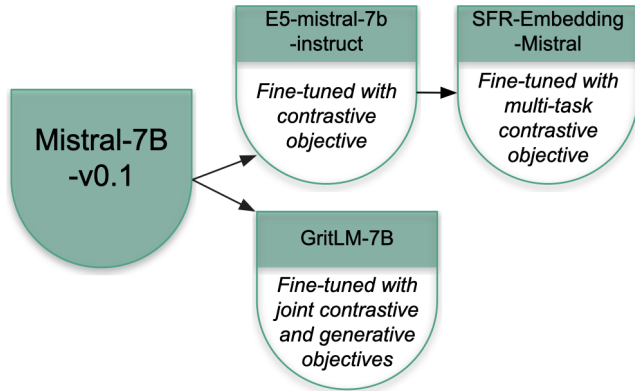 Mistral-7B
-v0.1
E5-mistral-7b
-instruct
Fine-tuned with
contrastive
objective
SFR-Embedding
-Mistral
Fine-tuned with
multi-task
contrastive
objective
GritLM-7B
Fine-tuned with
joint contrastive
and generative
objectives